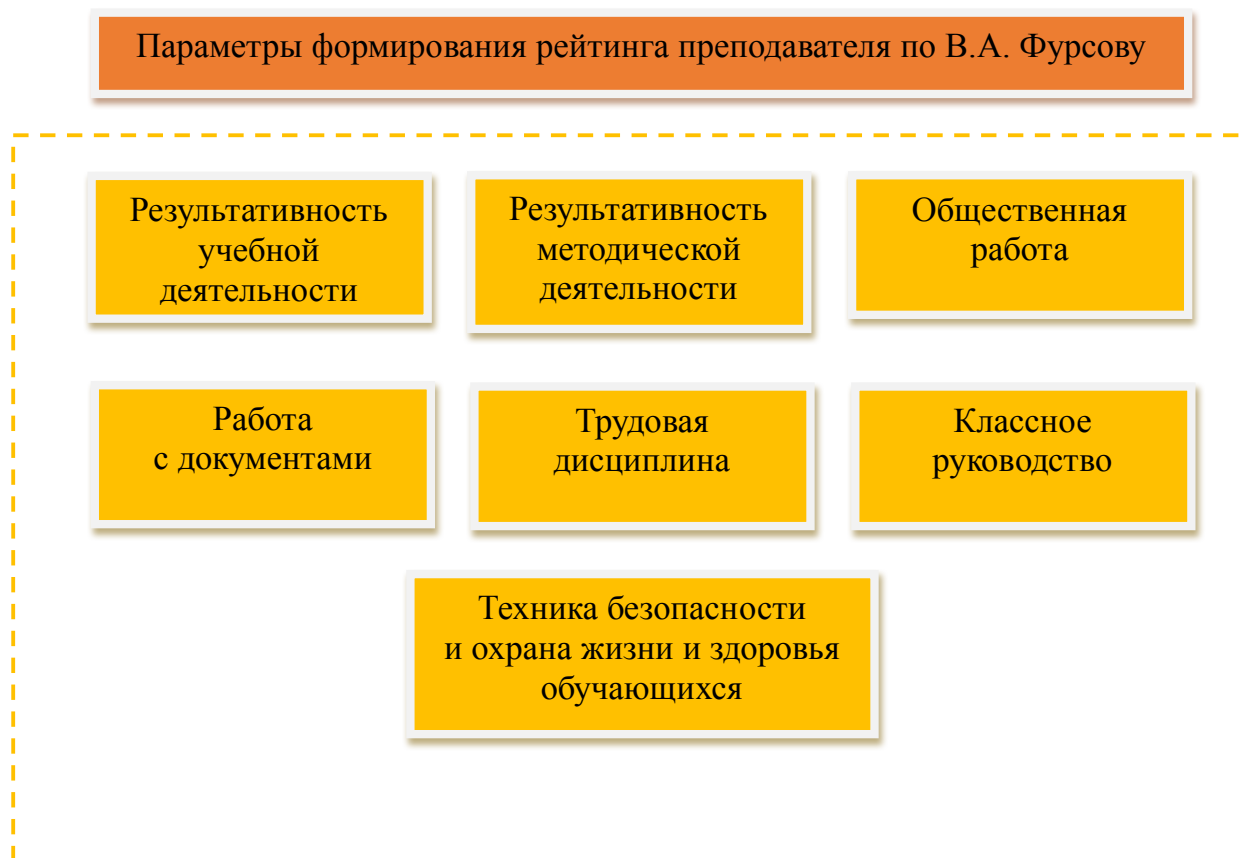 Параметры формирования рейтинга преподавателя по В.А. Фурсову
Результативность
учебной
деятельности
Результативность
методической
деятельности
Общественная
работа
Работа
с документами
Трудовая
дисциплина
Классное
руководство
Техника безопасности
и охрана жизни и здоровья
обучающихся